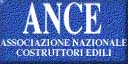 ANCE
ASSOCIAZIONE NAZIONALE
COSTRUTTORI EDILI